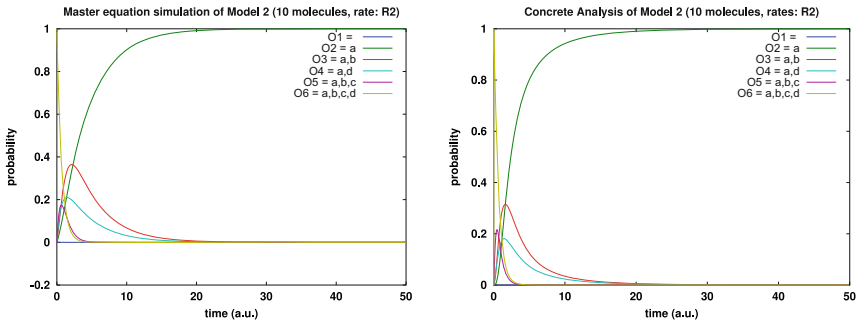 Master equation simulation of Model 2 (10 molecules, rate: R2)
1
0.8
0.6
0.4
0.2
0
-0.2
probability
O1 =
O2 = a
O3 = a,b
O4 = a,d
O5 = a,b,c
O6 = a,b,c,d
0 10 20 30 40 50
time (a.u.)
Concrete Analysis of Model 2 (10 molecules, rates: R2)
1
0.8
0.6
0.4
0.2
0
probability
O1 =
O2 = a
O3 = a,b
O4 = a,d
O5 = a,b,c
O6 = a,b,c,d
0 10 20 30 40 50
time (a.u.)